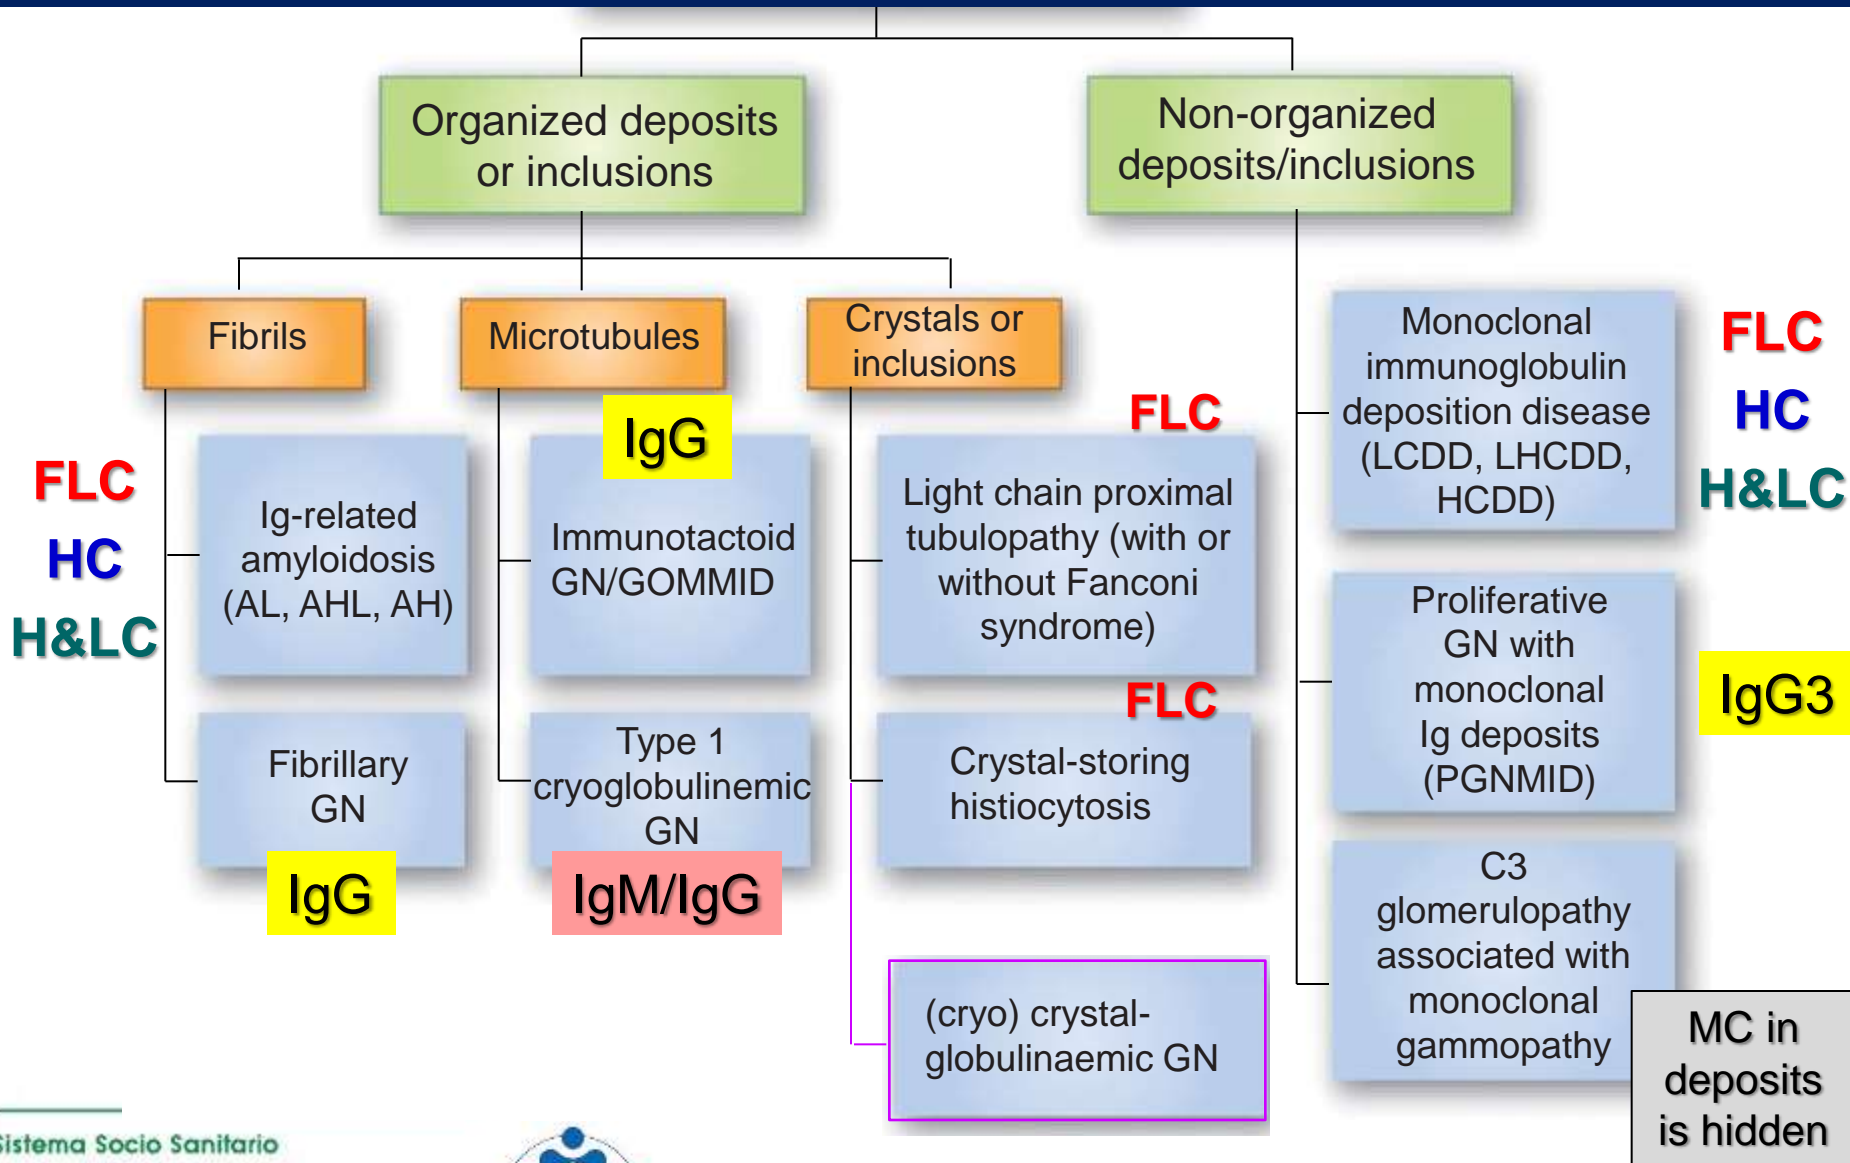 Organized deposits
or inclusions
Non-organized
deposits/inclusions
Fibrils
Microtubules
Crystals or
inclusions
FLC
HC
H&LC
Ig-related
amyloidosis
(AL, AHL, AH)
Fibrillary
GN
IgG
IgG
Immunotactoid
GN/GOMMID
Type 1
cryoglobulinemic
GN
IgM/IgG
FLC
Light chain proximal
tubulopathy (with or
without Fanconi
syndrome)
FLC
Crystal-storing
histiocytosis
(cryo) crystal-
globulinaemic GN
Monoclonal
immunoglobulin
deposition disease
(LCDD, LHCDD,
HCDD)
FLC
HC
H&LC
Proliferative
GN with
monoclonal
Ig deposits
(PGNMID)
IgG3
C3
glomerulopathy
associated with
monoclonal
gammopathy
MC in
deposits
is hidden
Sistema Socio Sanitario